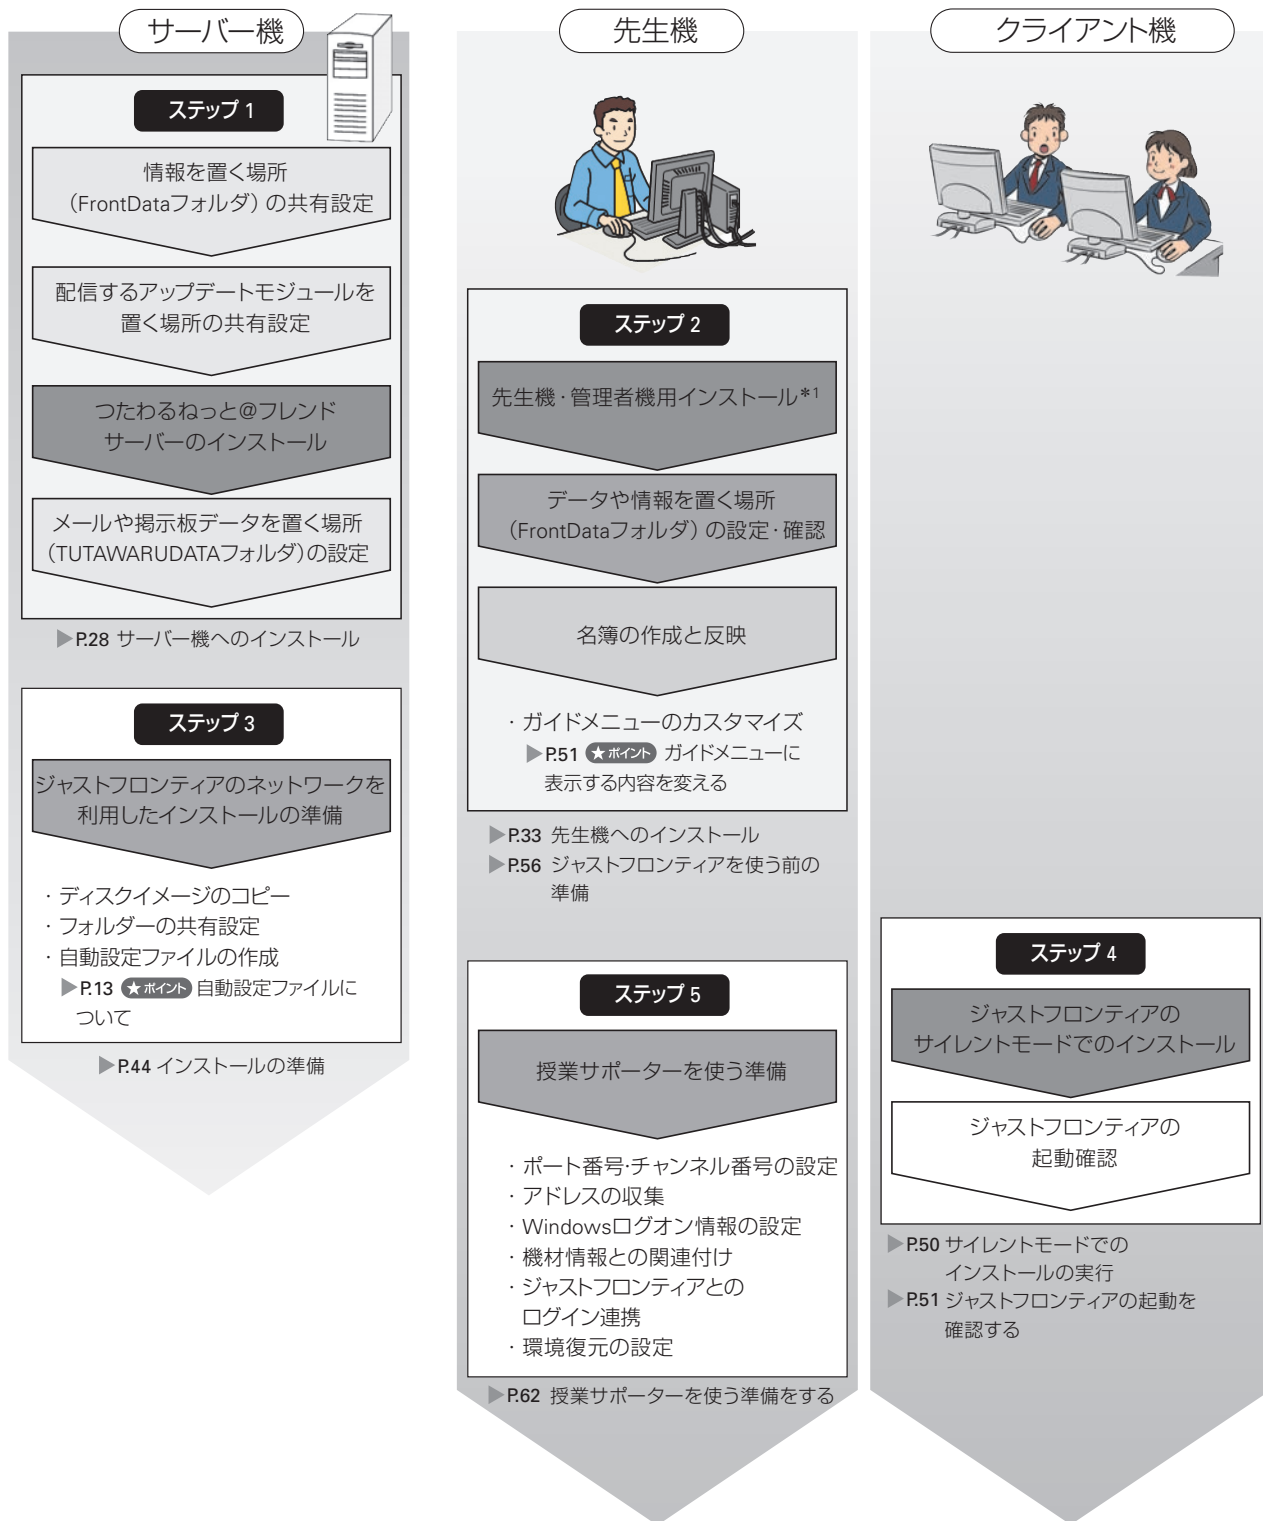 サーバー機
ステップ 1
情報を置く場所
（FrontDataフォルダ）の共有設定
配信するアップデートモジュールを
置く場所の共有設定
つたわるねっと＠フレンド
サーバーのインストール
メールや掲示板データを置く場所
（TUTAWARUDATAフォルダ）の設定
▶P.28 サーバー機へのインストール
ステップ 3
ジャストフロンティアのネットワークを
利用したインストールの準備
・ディスクイメージのコピー
・フォルダーの共有設定
・自動設定ファイルの作成
▶P.13 ★ポイント 自動設定ファイルに
ついて
▶P.44 インストールの準備
先生機
ステップ 2
先生機・管理者機用インストール*1
データや情報を置く場所
（FrontDataフォルダ）の設定・確認
名簿の作成と反映
・ガイドメニューのカスタマイズ
▶P.51 ★ポイント ガイドメニューに
表示する内容を変える
▶P.33 先生機へのインストール
▶P.56 ジャストフロンティアを使う前の
準備
ステップ 5
授業サポーターを使う準備
・ポート番号・チャンネル番号の設定
・アドレスの収集
・Windowsログオン情報の設定
・機材情報との関連付け
・ジャストフロンティアとの
ログイン連携
・環境復元の設定
▶P.62 授業サポーターを使う準備をする
クライアント機
ステップ 4
ジャストフロンティアの
サイレントモードでのインストール
ジャストフロンティアの
起動確認
▶P.50 サイレントモードでの
インストールの実行
▶P.51 ジャストフロンティアの起動を
確認する